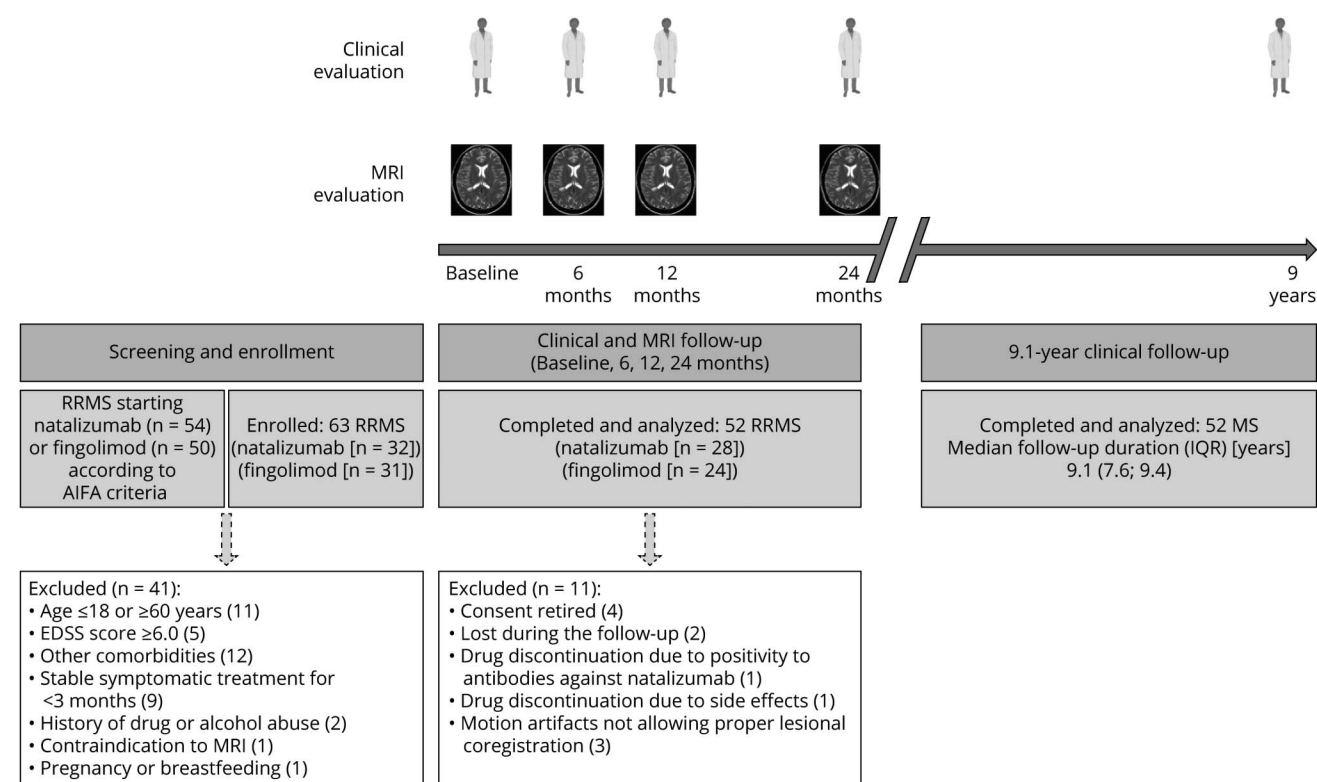 Clinical
evaluation
MRI
evaluation
Baseline
6
months
12
months
24
months
9
years
Screening and enrollment
Clinical and MRI follow-up
(Baseline, 6, 12, 24 months)
9.1-year clinical follow-up
RRMS starting
natalizumab (n = 54)
or fingolimod (n = 50)
according to
AIFA criteria
Enrolled: 63 RRMS
(natalizumab [n = 32])
(fingolimod [n = 31])
Completed and analyzed: 52 RRMS
(natalizumab [n = 28])
(fingolimod [n = 24])
Completed and analyzed: 52 MS
Median follow-up duration (IQR) [years]
9.1 (7.6; 9.4)
Excluded (n = 41):
• Age ≤18 or ≥60 years (11)
• EDSS score ≥6.0 (5)
• Other comorbidities (12)
• Stable symptomatic treatment for
<3 months (9)
• History of drug or alcohol abuse (2)
• Contraindication to MRI (1)
• Pregnancy or breastfeeding (1)
Excluded (n = 11):
• Consent retired (4)
• Lost during the follow-up (2)
• Drug discontinuation due to positivity to
antibodies against natalizumab (1)
• Drug discontinuation due to side effects (1)
• Motion artifacts not allowing proper lesional
coregistration (3)